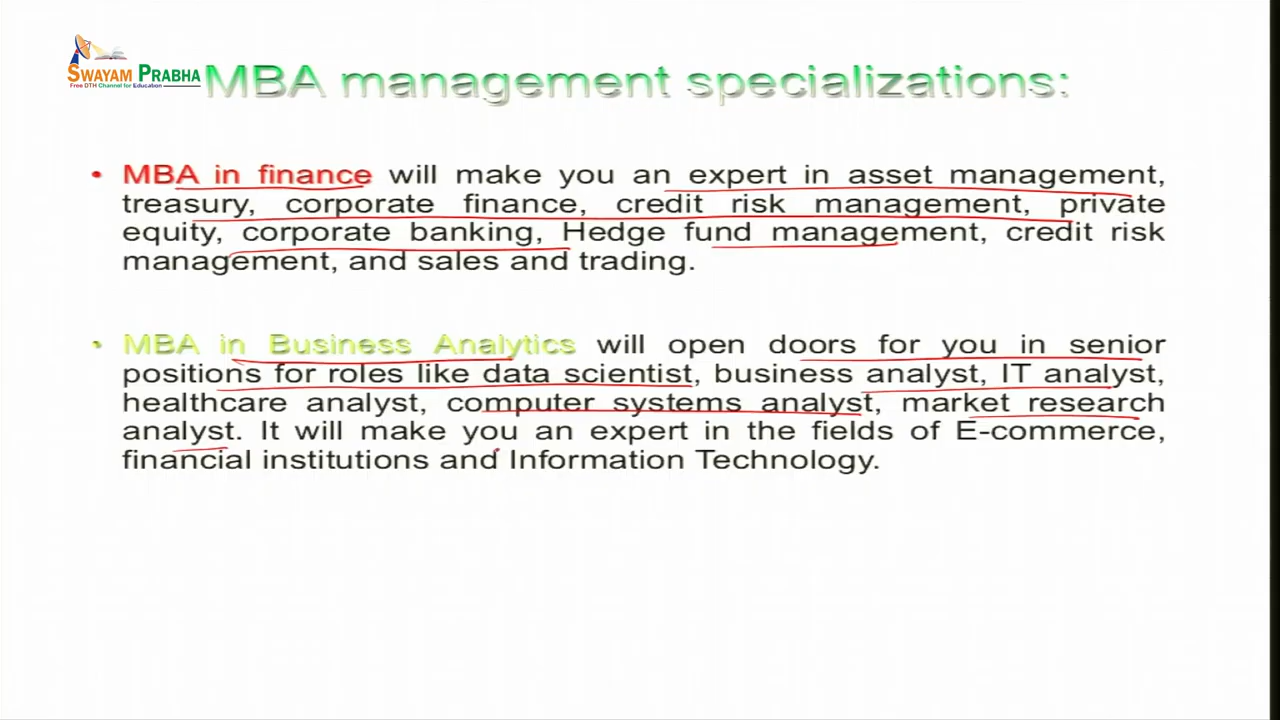 SWAYAM PRABHA
Free DTH Channel for Education
MBA management specializations:
• MBA in finance will make you an expert in asset management,
treasury, corporate finance, credit risk management, private
equity, corporate banking, Hedge fund management, credit risk
management, and sales and trading.
• MBA in Business Analytics will open doors for you in senior
positions for roles like data scientist, business analyst, IT analyst,
healthcare analyst, computer systems analyst, market research
analyst. It will make you an expert in the fields of E-commerce,
financial institutions and Information Technology.